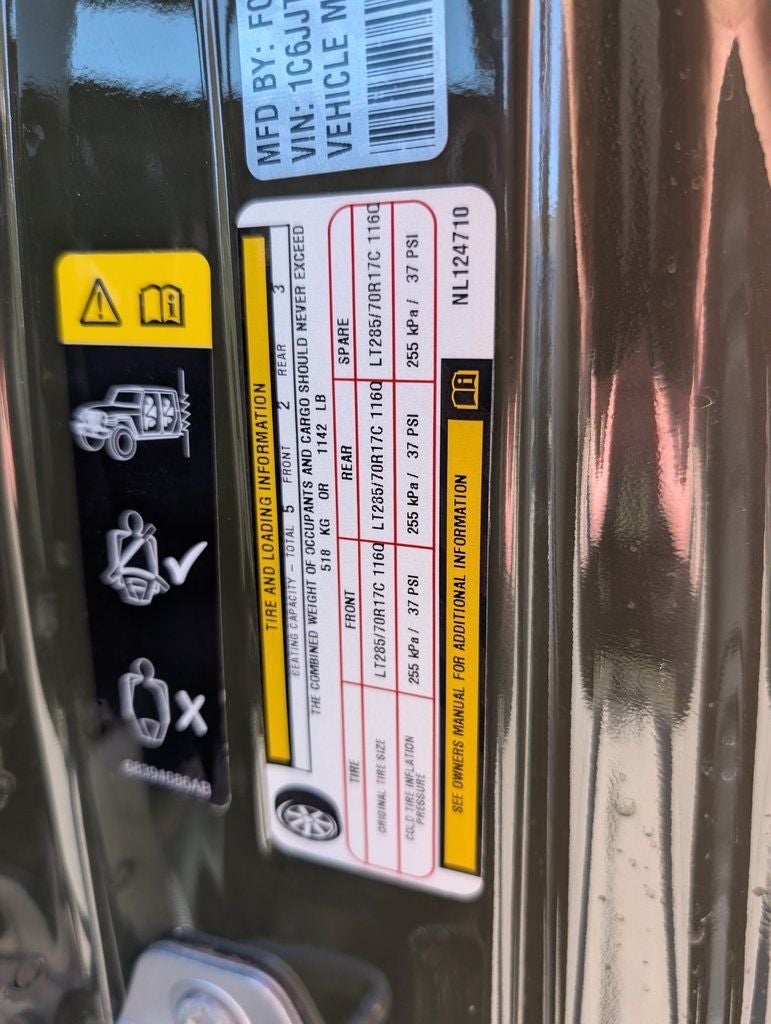 MFD BY: FC
VIN: 1C6JJT
VEHICLE M
TIRE AND LOADING INFORMATION
SEATING CAPACITY - TOTAL 5 FRONT 2 REAR 3
THE COMBINED WEIGHT OF OCCUPANTS AND CARGO SHOULD NEVER EXCEED
518 KG OR 1142 LB
TIRE FRONT REAR SPARE
ORIGINAL TIRE SIZE LT285/70R17C 116Q LT285/70R17C 116Q LT285/70R17C 116Q
COLD TIRE INFLATION PRESSURE 255 kPa / 37 PSI 255 kPa / 37 PSI 255 kPa / 37 PSI
SEE OWNERS MANUAL FOR ADDITIONAL INFORMATION
NL124710
68394686AB